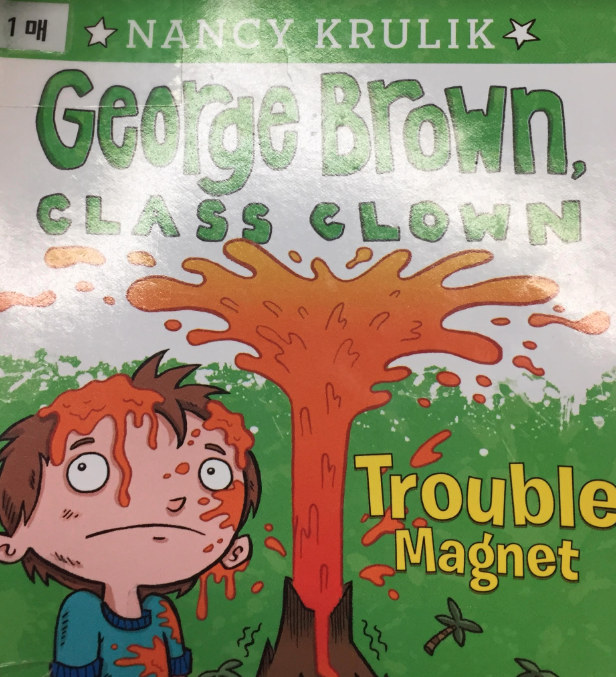 1 매
NANCY KRULIK
George Brown,
CLASS CLOWN
Trouble
Magnet